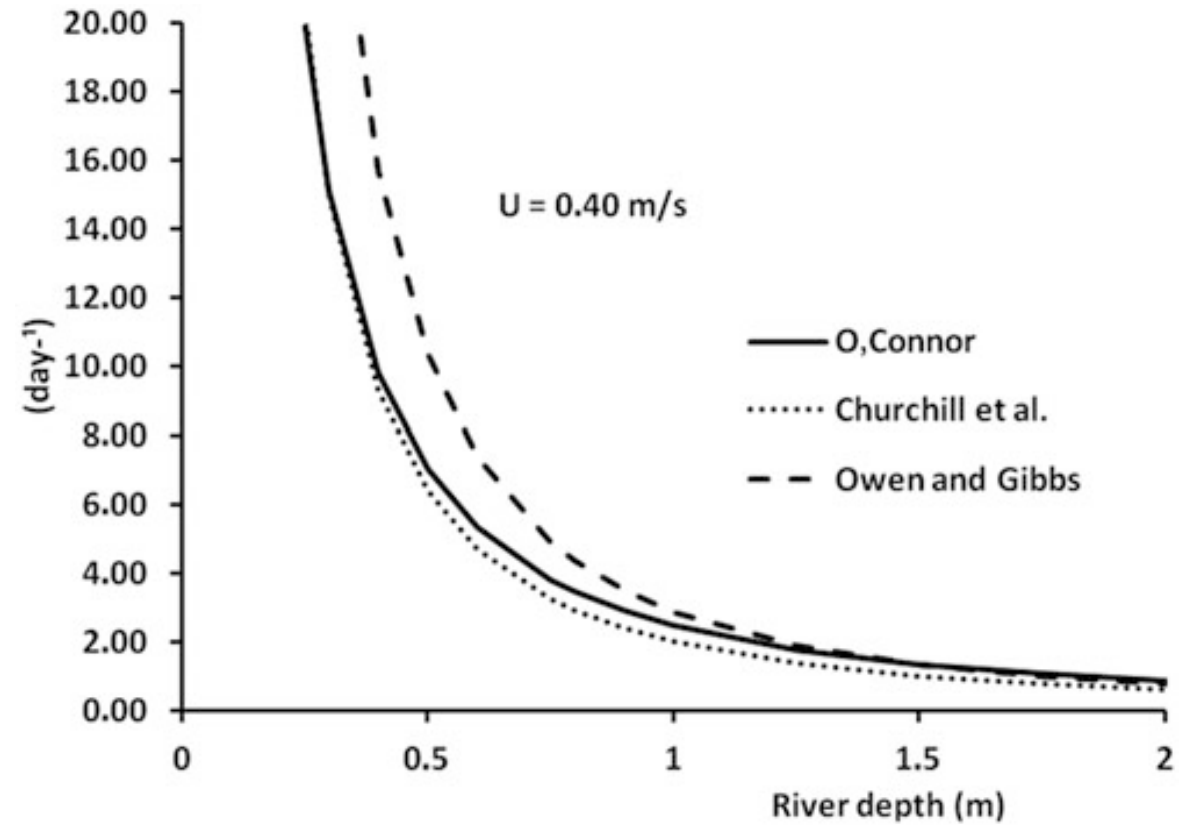 20.00
18.00
16.00
14.00
12.00
10.00
8.00
6.00
4.00
2.00
0.00
(day-¹)
U = 0.40 m/s
O,Connor
Churchill et al.
Owen and Gibbs
0 0.5 1 1.5 2
River depth (m)